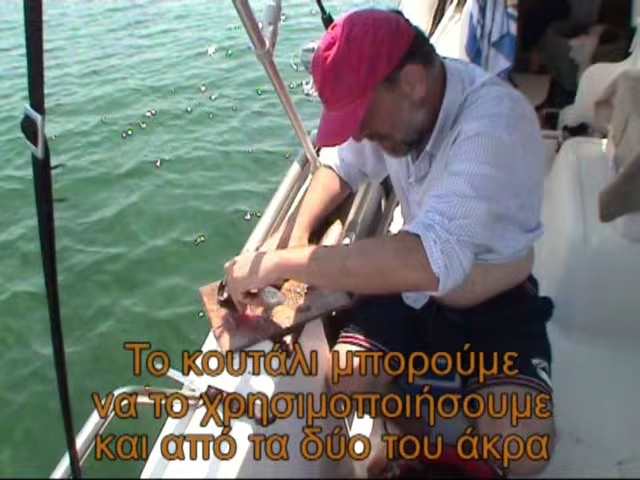 Το κουτάλι μπορούμε
να το χρησιμοποιήσουμε
και από τα δύο του άκρα